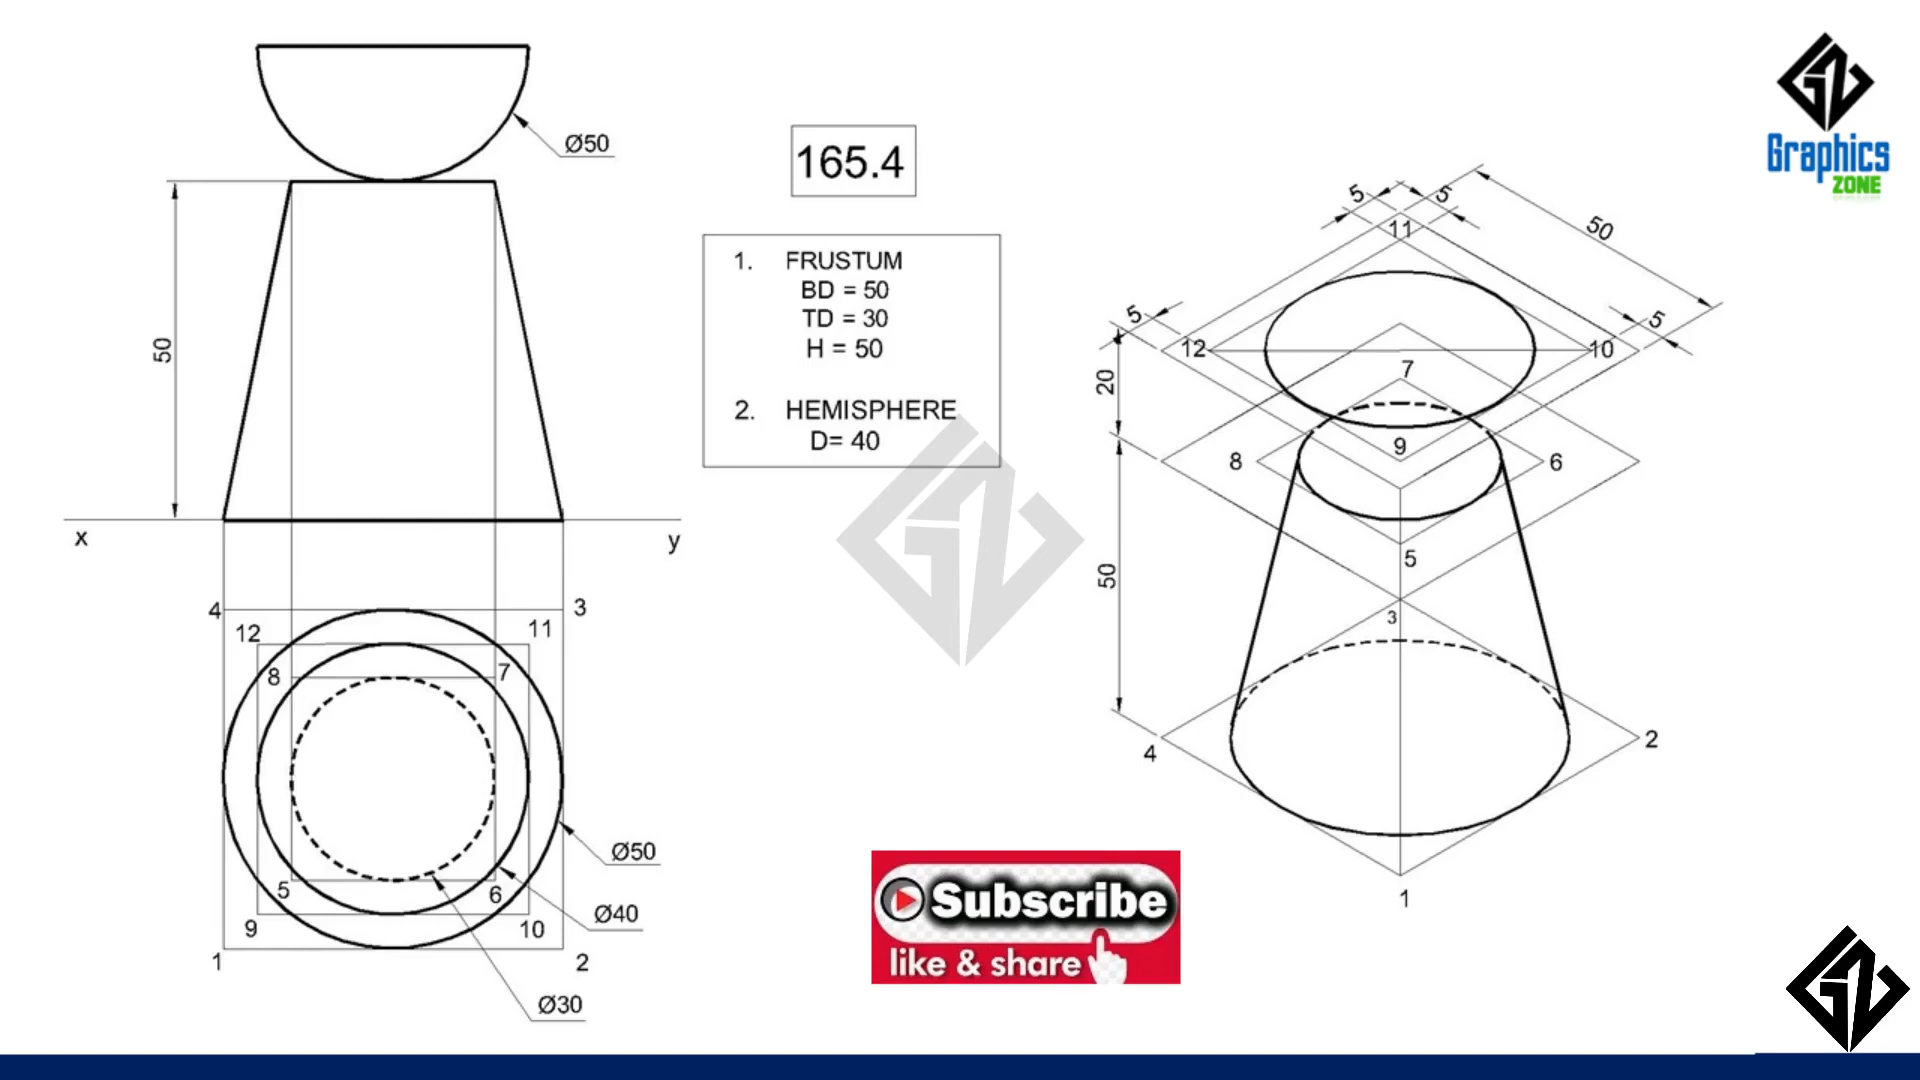 Ø50
50
x
y
4
3
12
11
8
7
5
6
9
10
1
2
Ø50
Ø40
Ø30
165.4
1. FRUSTUM
BD = 50
TD = 30
H = 50
2. HEMISPHERE
D= 40
5
5
50
11
5
5
12
10
20
7
9
8
6
5
50
3
4
2
1
Graphics
ZONE
Subscribe
like & share